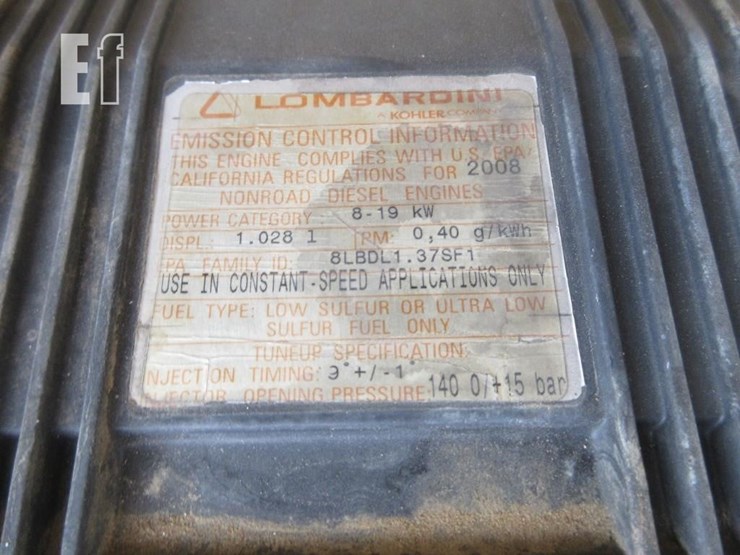 Ef
LOMBARDINI
A KOHLER COMPANY
EMISSION CONTROL INFORMATION
THIS ENGINE COMPLIES WITH U.S. EPA/
CALIFORNIA REGULATIONS FOR 2008
NONROAD DIESEL ENGINES
POWER CATEGORY: 8-19 kW
DISPL.: 1.028 l PM: 0,40 g/kWh
EPA FAMILY ID: 8LBDL1.37SF1
USE IN CONSTANT-SPEED APPLICATIONS ONLY
FUEL TYPE: LOW SULFUR OR ULTRA LOW
SULFUR FUEL ONLY
TUNEUP SPECIFICATION:
INJECTION TIMING: 9°+/-1°
INJECTOR OPENING PRESSURE: 140 0/+15 bar